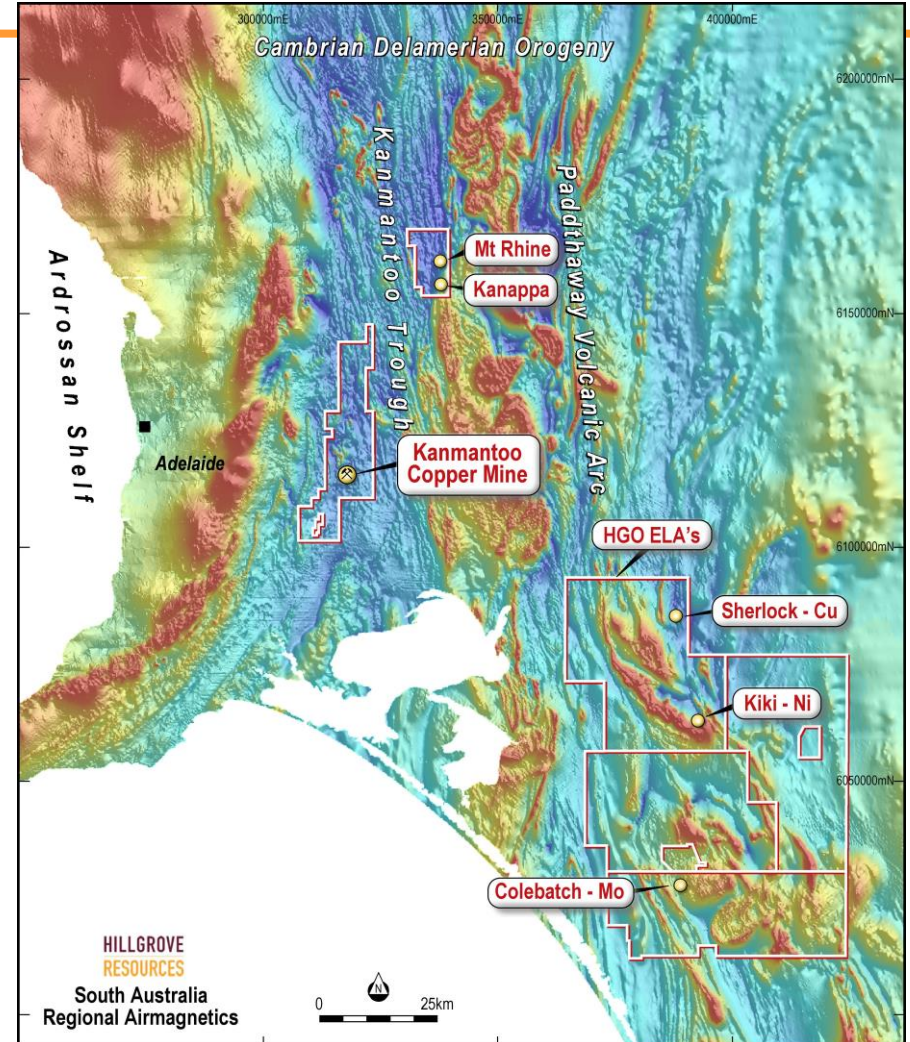 300000mE
350000mE
400000mE
Cambrian Delamerian Orogeny
6200000mN
Kanmantoo Trough
Paddthaway Volcanic Arc
Mt Rhine
Kanappa
6150000mN
Ardrossan Shelf
Adelaide
Kanmantoo
Copper Mine
HGO ELA's
6100000mN
Sherlock - Cu
Kiki - Ni
6050000mN
Colebatch - Mo
HILLGROVE
RESOURCES
South Australia
Regional Airmagnetics
N
0
25km